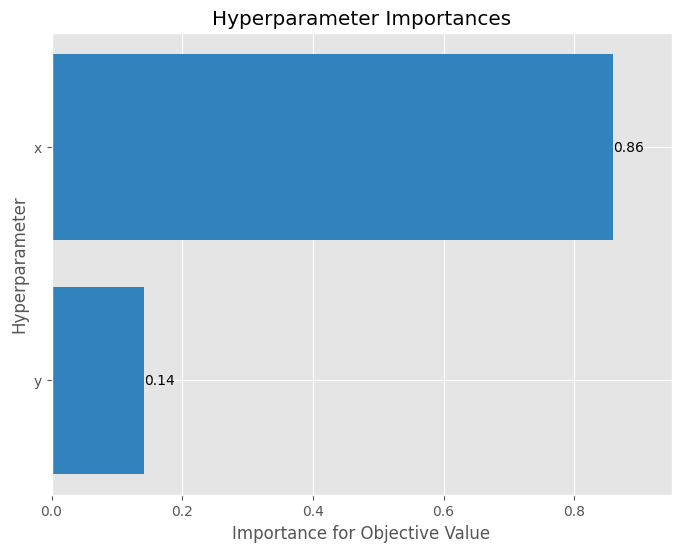 Hyperparameter Importances
Hyperparameter
x
0.86
y
0.14
0.0 0.2 0.4 0.6 0.8
Importance for Objective Value